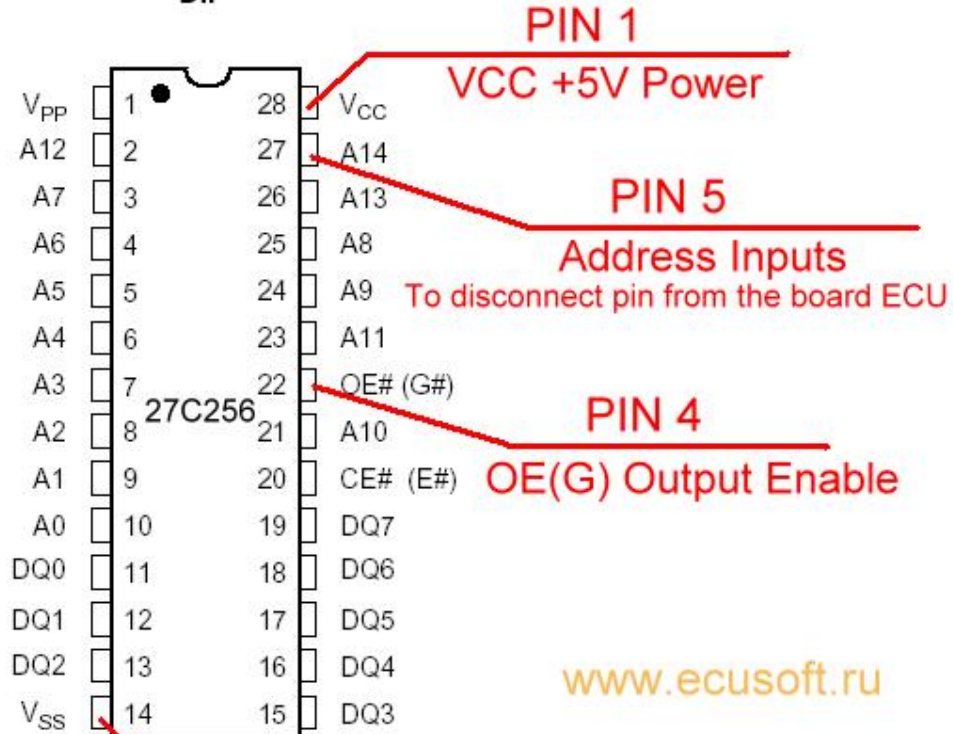 PIN 1
VCC +5V Power
VPP 1 28 VCC
A12 2 27 A14
A7 3 26 A13
PIN 5
A6 4 25 A8
Address Inputs
A5 5 24 A9
To disconnect pin from the board ECU
A4 6 23 A11
A3 7 22 OE# (G#)
27C256
PIN 4
A2 8 21 A10
A1 9 20 CE# (E#)
OE(G) Output Enable
A0 10 19 DQ7
DQ0 11 18 DQ6
DQ1 12 17 DQ5
DQ2 13 16 DQ4
www.ecusoft.ru
VSS 14 15 DQ3